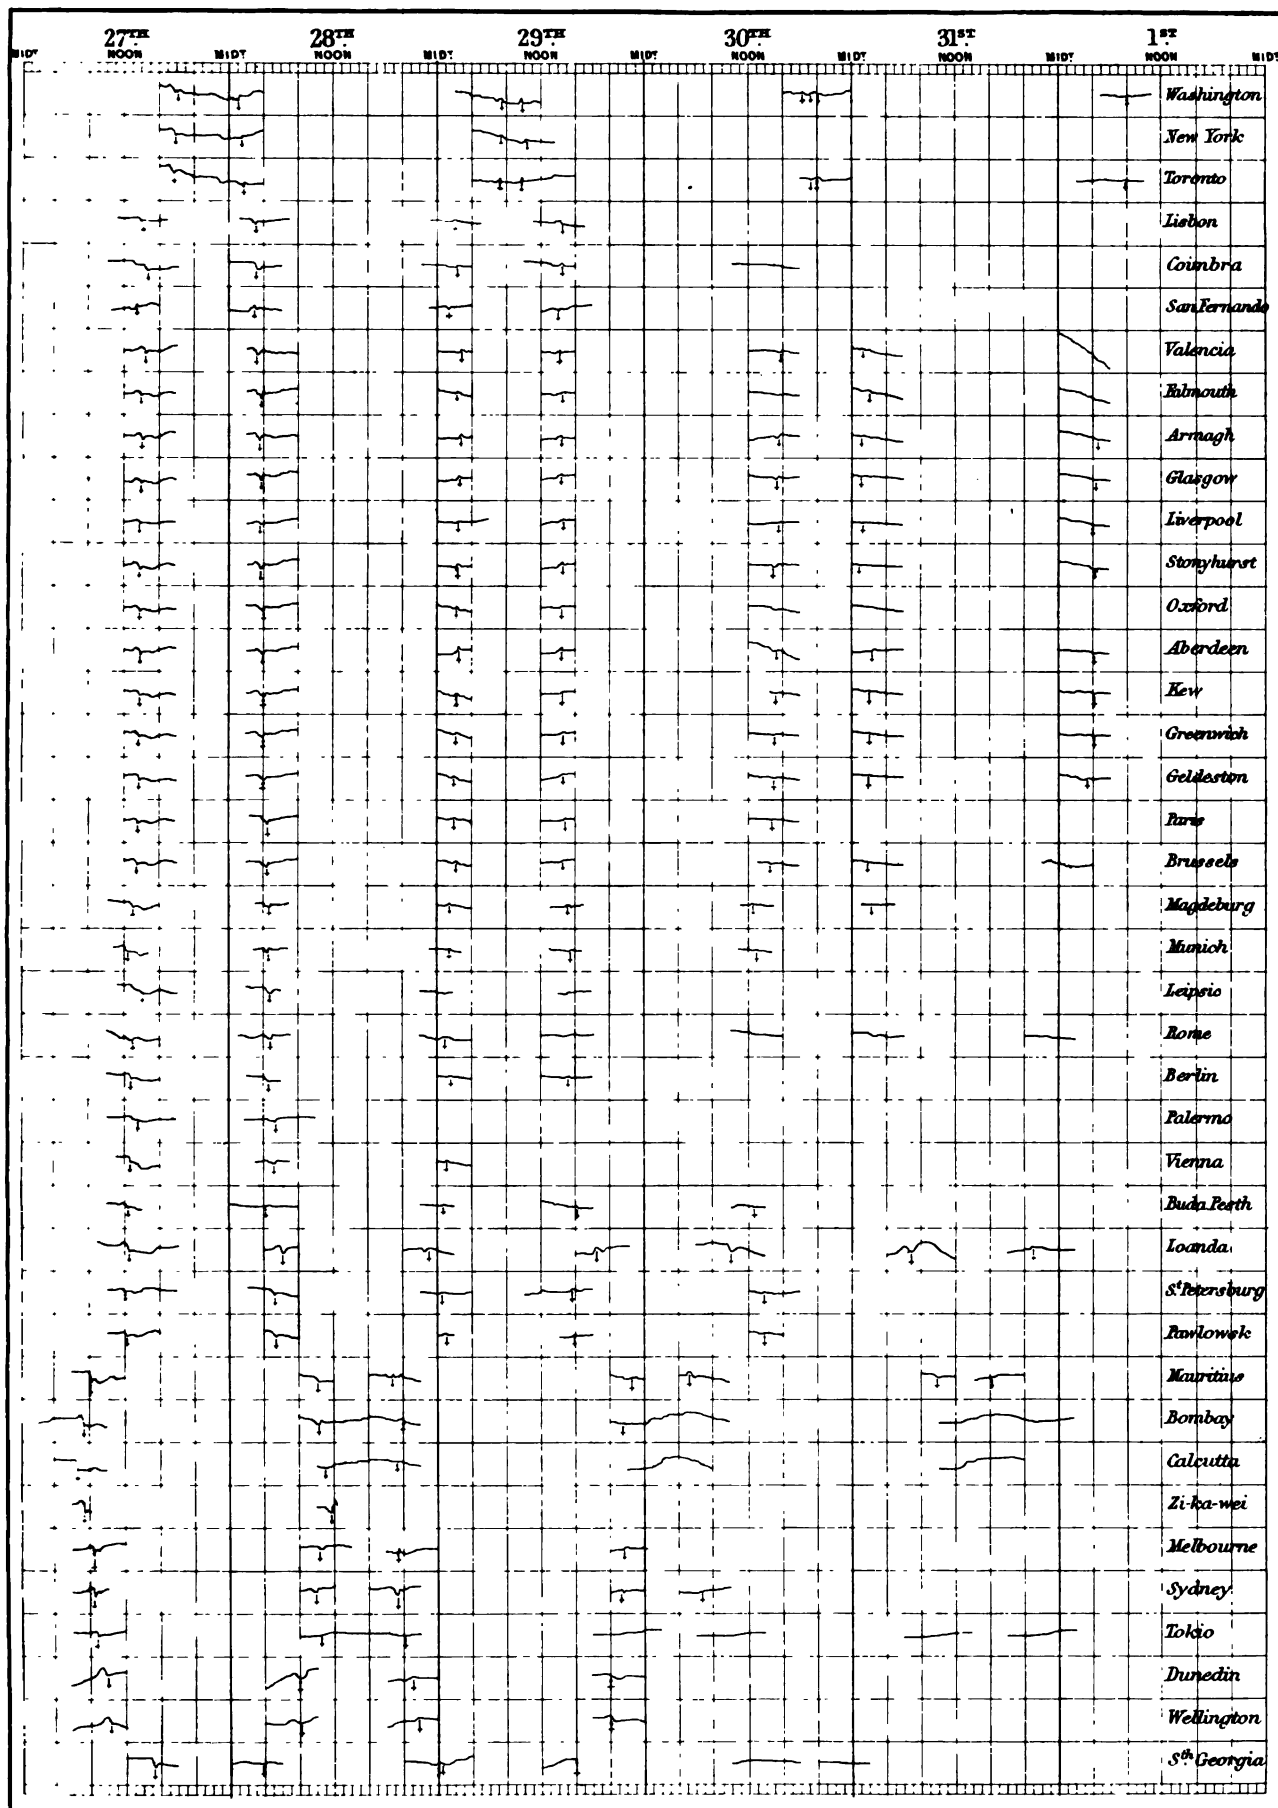 27TH 28TH 29TH 30TH 31ST 1ST
MIDT NOON MIDT NOON MIDT NOON MIDT NOON MIDT NOON MIDT NOON MIDT
Washington
New York
Toronto
Lisbon
Coimbra
San Fernando
Valencia
Falmouth
Armagh
Glasgow
Liverpool
Stonyhurst
Oxford
Aberdeen
Kew
Greenwich
Geldeston
Paris
Brussels
Magdeburg
Munich
Leipsic
Rome
Berlin
Palermo
Vienna
Buda Pesth
Loanda
St Petersburg
Pawlowsk
Mauritius
Bombay
Calcutta
Zi-ka-wei
Melbourne
Sydney
Tokio
Dunedin
Wellington
Sth Georgia